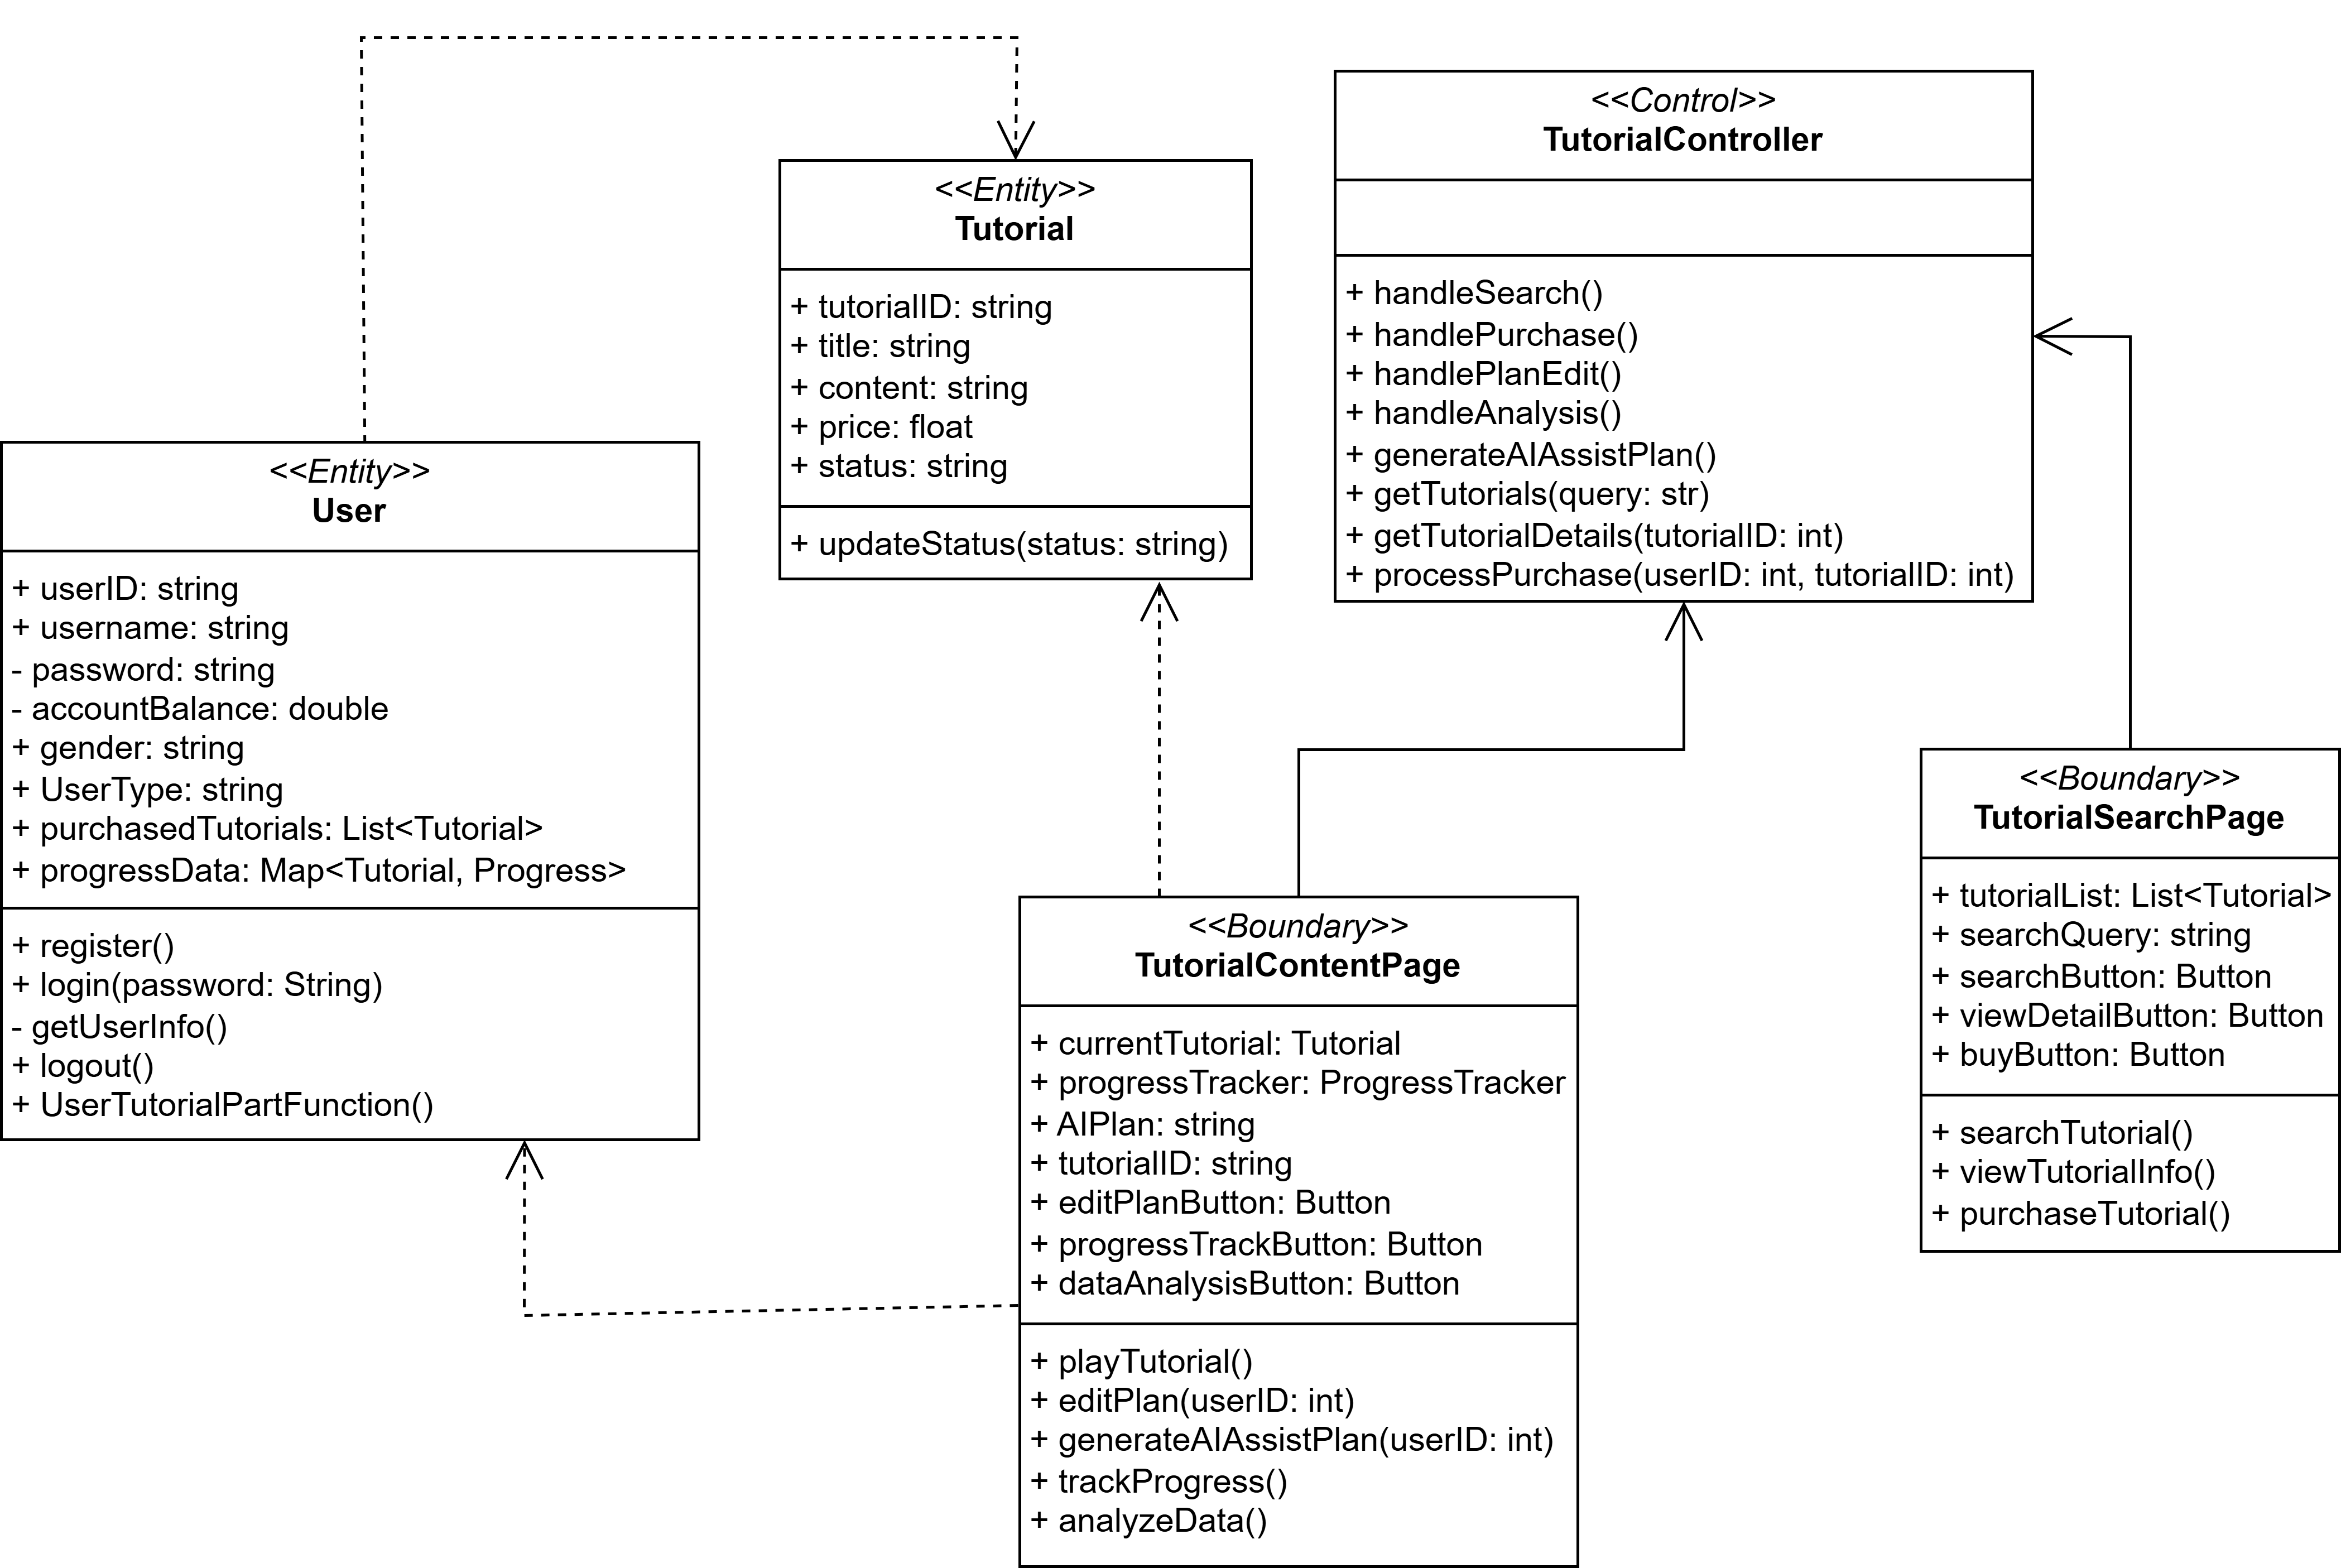 <<Entity>>
User
+ userID: string
+ username: string
- password: string
- accountBalance: double
+ gender: string
+ UserType: string
+ purchasedTutorials: List<Tutorial>
+ progressData: Map<Tutorial, Progress>
+ register()
+ login(password: String)
- getUserInfo()
+ logout()
+ UserTutorialPartFunction()
<<Entity>>
Tutorial
+ tutorialID: string
+ title: string
+ content: string
+ price: float
+ status: string
+ updateStatus(status: string)
<<Control>>
TutorialController
+ handleSearch()
+ handlePurchase()
+ handlePlanEdit()
+ handleAnalysis()
+ generateAIAssistPlan()
+ getTutorials(query: str)
+ getTutorialDetails(tutorialID: int)
+ processPurchase(userID: int, tutorialID: int)
<<Boundary>>
TutorialContentPage
+ currentTutorial: Tutorial
+ progressTracker: ProgressTracker
+ AIPlan: string
+ tutorialID: string
+ editPlanButton: Button
+ progressTrackButton: Button
+ dataAnalysisButton: Button
+ playTutorial()
+ editPlan(userID: int)
+ generateAIAssistPlan(userID: int)
+ trackProgress()
+ analyzeData()
<<Boundary>>
TutorialSearchPage
+ tutorialList: List<Tutorial>
+ searchQuery: string
+ searchButton: Button
+ viewDetailButton: Button
+ buyButton: Button
+ searchTutorial()
+ viewTutorialInfo()
+ purchaseTutorial()